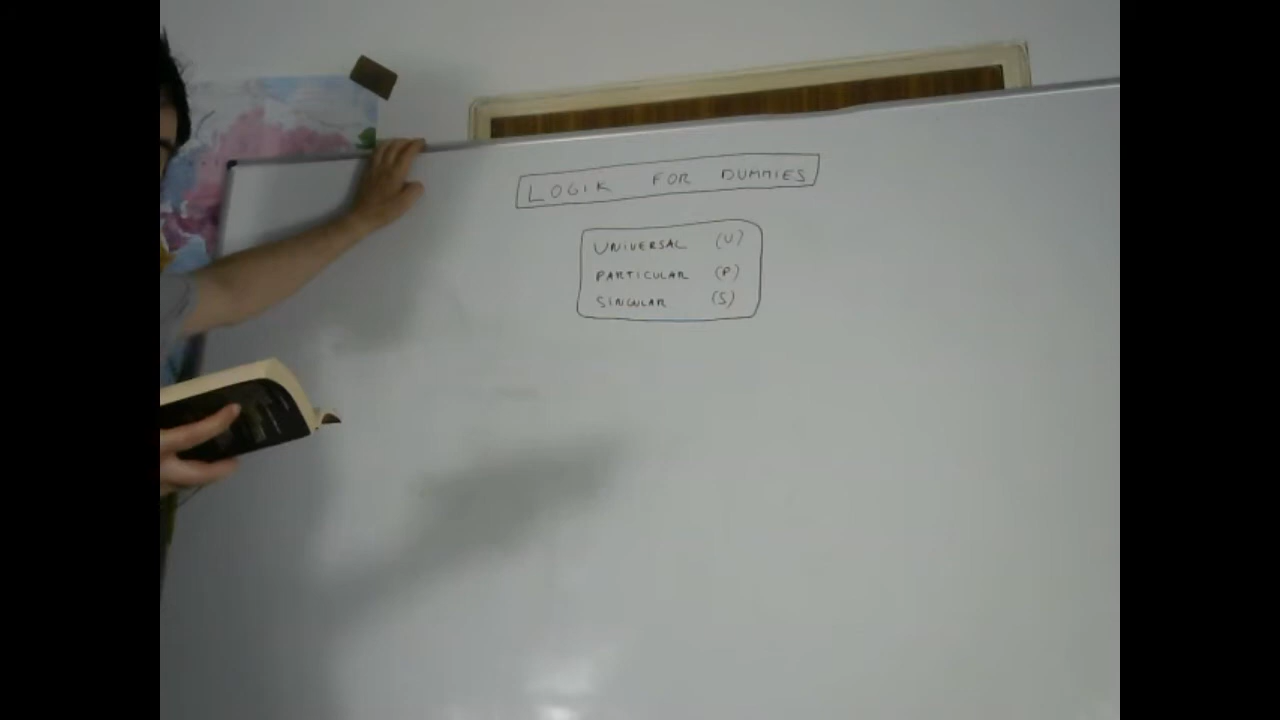 LOGIK FOR DUMMIES
UNIVERSAL (U)
PARTICULAR (P)
SINGULAR (S)